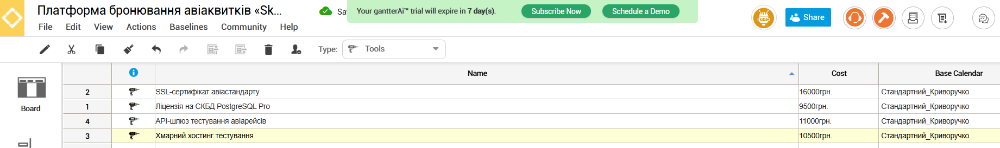 Платформа бронювання авіаквитків «Sk...
Your gantterAi™ trial will expire in 7 day(s).
Subscribe Now
Schedule a Demo
Share
File Edit View Actions Baselines Community Help
Type: Tools
Board
Name Cost Base Calendar
2 SSL-сертифікат авіастандарту 16000грн. Стандартний_Криворучко
1 Ліцензія на СКБД PostgreSQL Pro 9500грн. Стандартний_Криворучко
4 API-шлюз тестування авіарейсів 11000грн. Стандартний_Криворучко
3 Хмарний хостинг тестування 10500грн. Стандартний_Криворучко